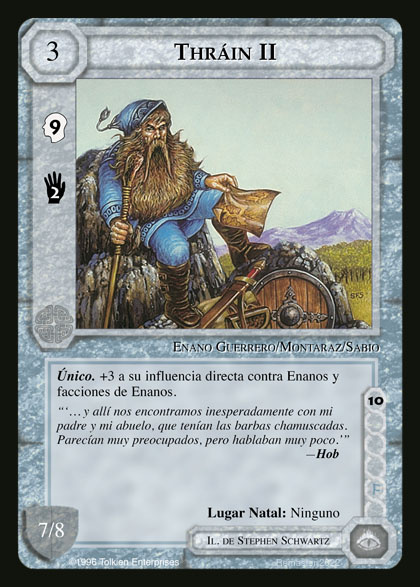 3
THRÁIN II
9
2
SFS
ENANO GUERRERO/MONTARAZ/SABIO
Único. +3 a su influencia directa contra Enanos y
facciones de Enanos.
“‘… y allí nos encontramos inesperadamente con mi
padre y mi abuelo, que tenían las barbas chamuscadas.
Parecían muy preocupados, pero hablaban muy poco.’”
–Hob
10
Lugar Natal: Ninguno
7/8
IL. DE STEPHEN SCHWARTZ
©1996 Tolkien Enterprises